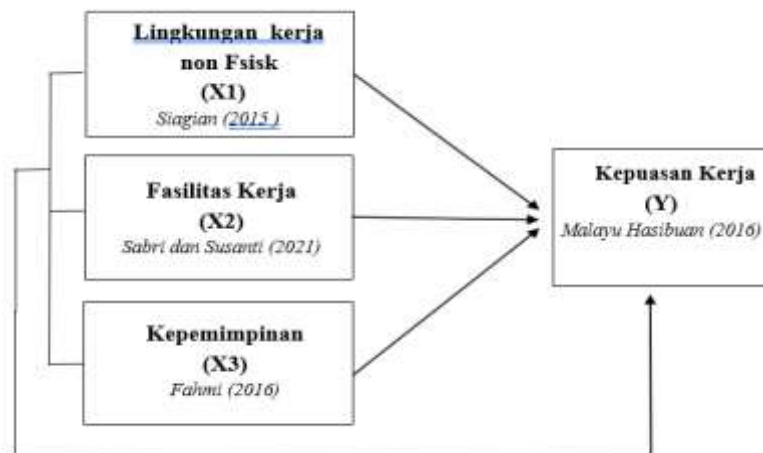 Lingkungan kerja
non Fsisk
(X1)
Siagian (2015 )
Fasilitas Kerja
(X2)
Sabri dan Susanti (2021)
Kepemimpinan
(X3)
Fahmi (2016)
Kepuasan Kerja
(Y)
Malayu Hasibuan (2016)